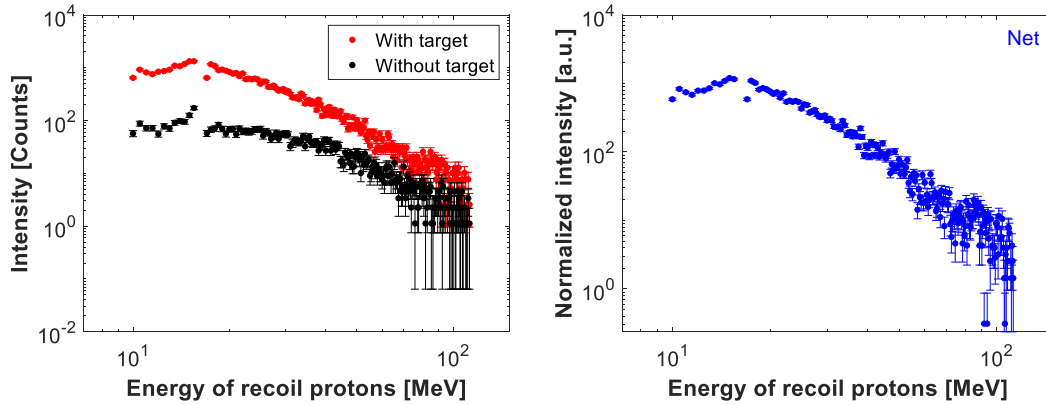 10^4
10^2
10^0
10^-2
Intensity [Counts]
With target
Without target
10^1
10^2
Energy of recoil protons [MeV]
10^4
10^2
10^0
Normalized intensity [a.u.]
Net
10^1
10^2
Energy of recoil protons [MeV]